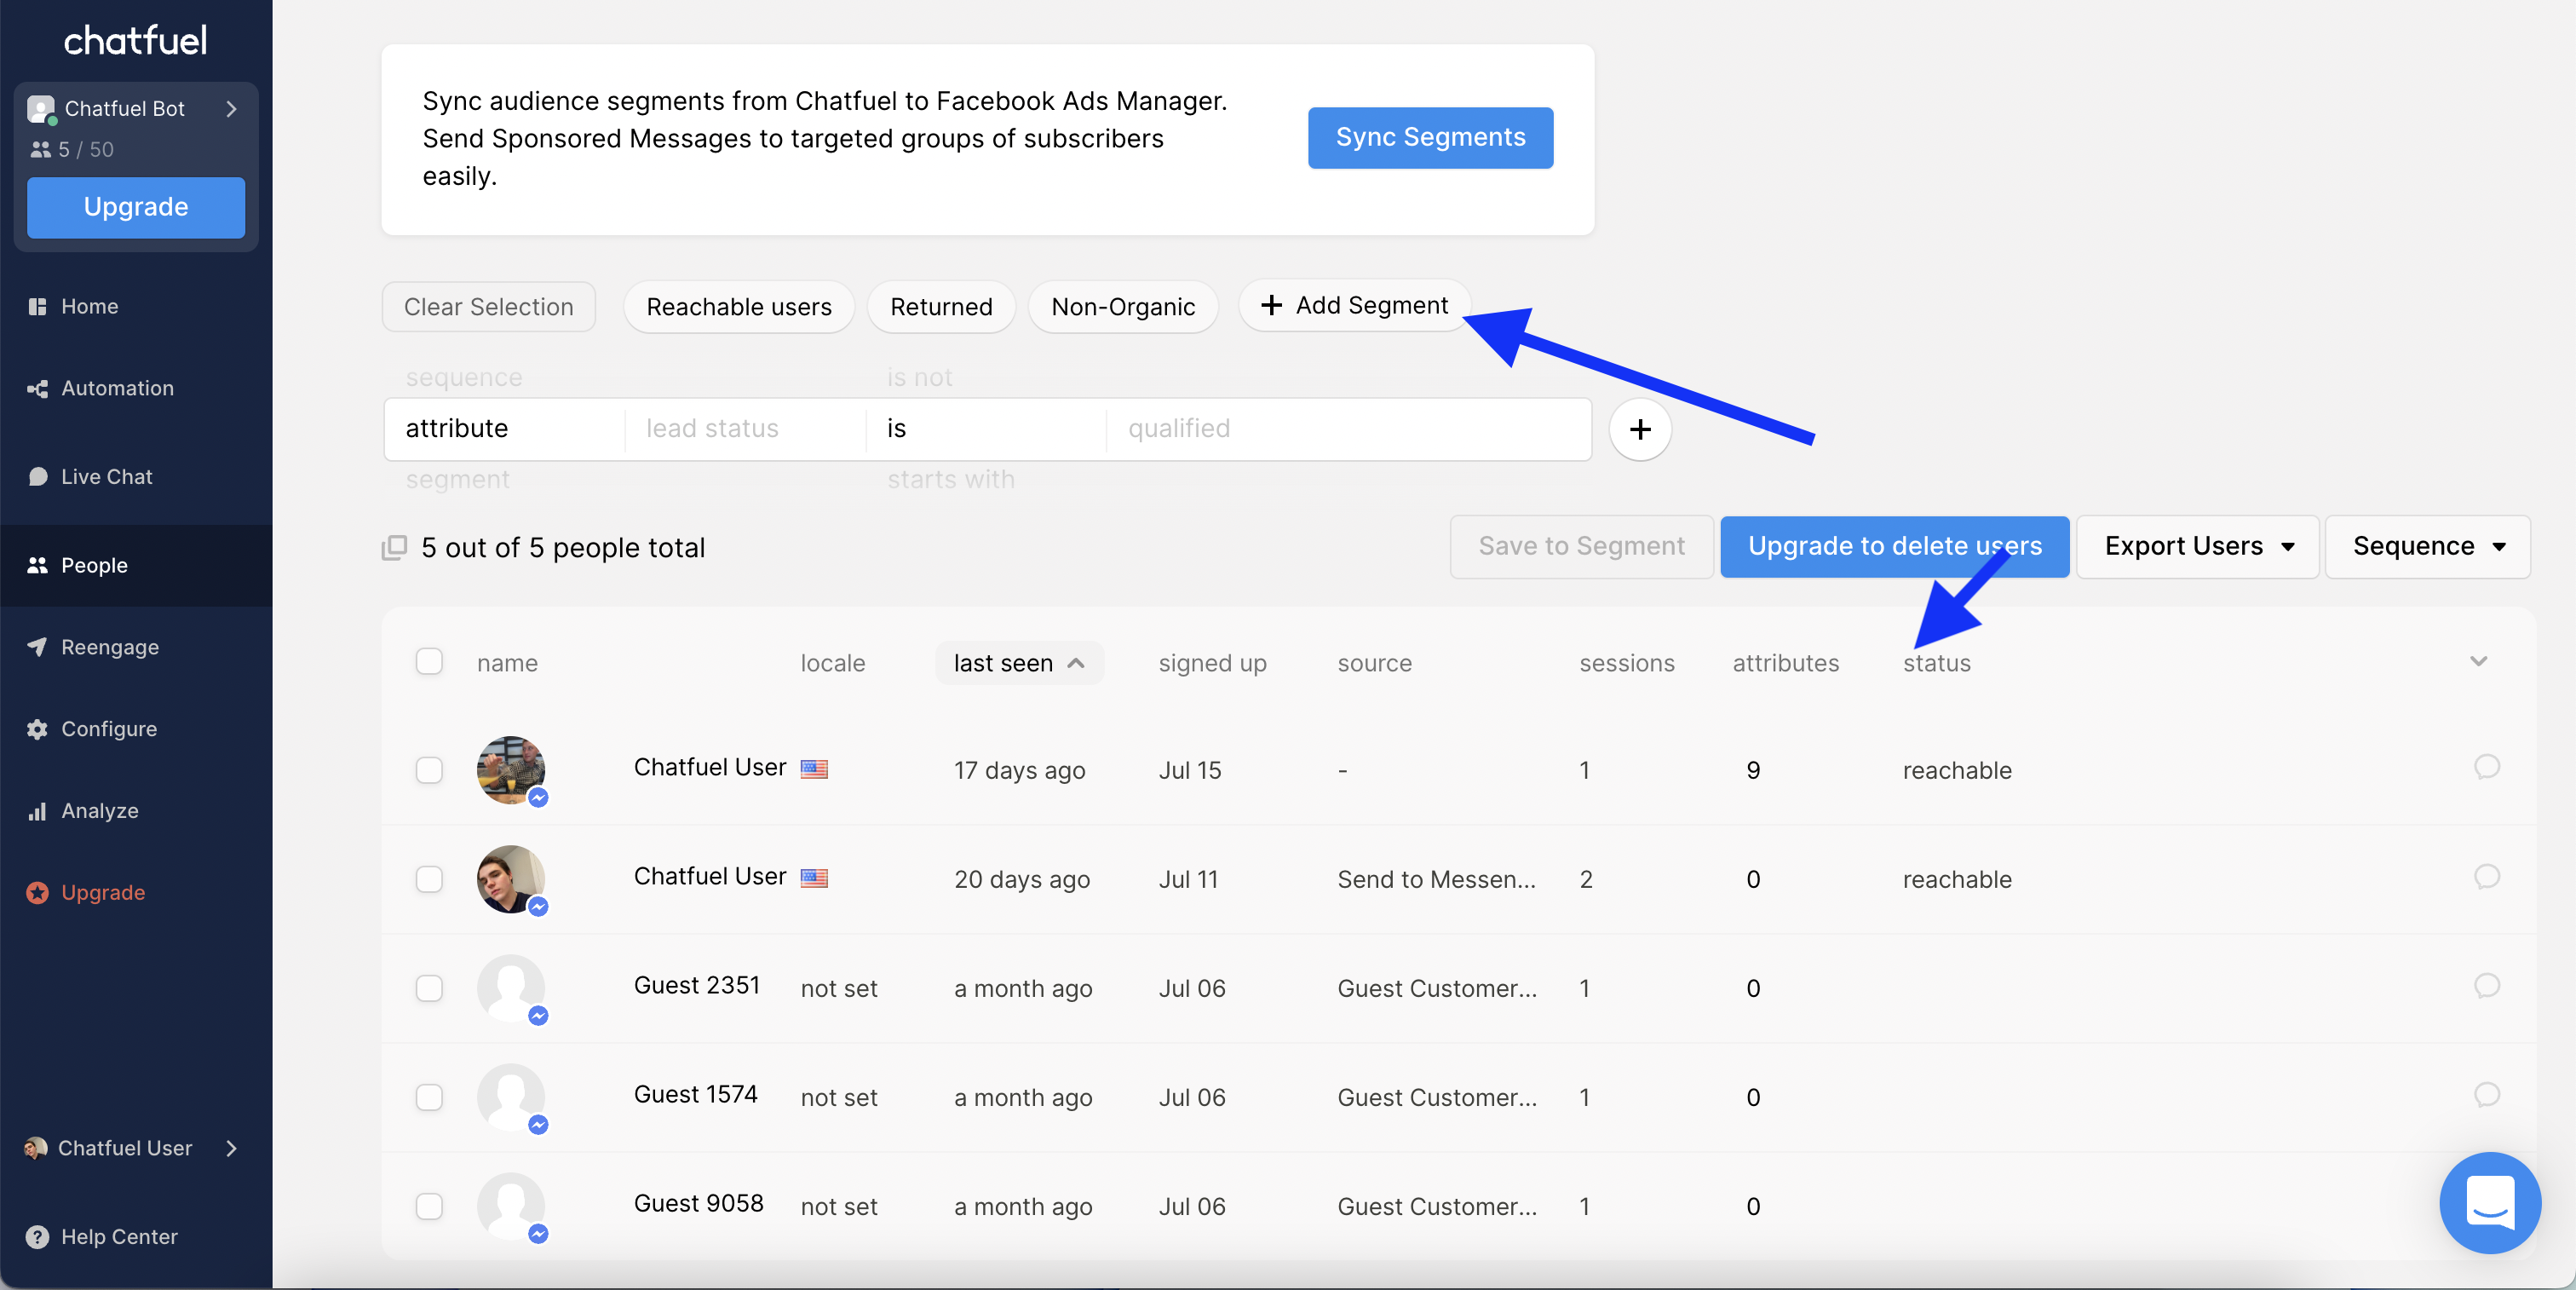 chatfuel
Chatfuel Bot
5 / 50
Upgrade
Home
Automation
Live Chat
People
Reengage
Configure
Analyze
Upgrade
Chatfuel User
Help Center
Sync audience segments from Chatfuel to Facebook Ads Manager.
Send Sponsored Messages to targeted groups of subscribers
easily.
Sync Segments
Clear Selection Reachable users Returned Non-Organic + Add Segment
sequence is not
attribute lead status is qualified +
segment starts with
5 out of 5 people total Save to Segment Upgrade to delete users Export Users Sequence
name locale last seen signed up source sessions attributes status
Chatfuel User 17 days ago Jul 15 - 1 9 reachable
Chatfuel User 20 days ago Jul 11 Send to Messen... 2 0 reachable
Guest 2351 not set a month ago Jul 06 Guest Customer... 1 0
Guest 1574 not set a month ago Jul 06 Guest Customer... 1 0
Guest 9058 not set a month ago Jul 06 Guest Customer... 1 0